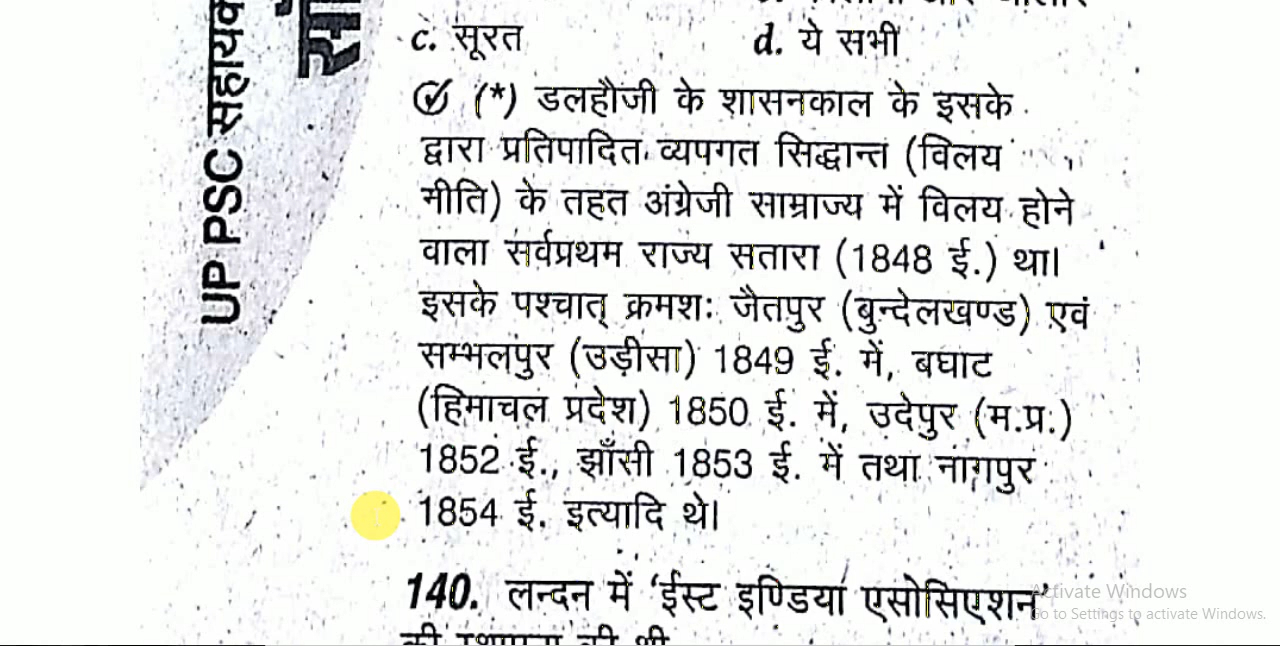 UP PSC सहायक
c. सूरत d. ये सभी
(*) डलहौजी के शासनकाल के इसके
द्वारा प्रतिपादित व्यपगत सिद्धान्त (विलय
नीति) के तहत अंग्रेजी साम्राज्य में विलय होने
वाला सर्वप्रथम राज्य सतारा (1848 ई.) था।
इसके पश्चात् क्रमशः जैतपुर (बुन्देलखण्ड) एवं
सम्भलपुर (उड़ीसा) 1849 ई. में, बघाट
(हिमाचल प्रदेश) 1850 ई. में, उदेपुर (म.प्र.)
1852 ई., झाँसी 1853 ई. में तथा नागपुर
1854 ई. इत्यादि थे।
140. लन्दन में ‘ईस्ट इण्डिया एसोसिएशन’
Activate Windows
Go to Settings to activate Windows.